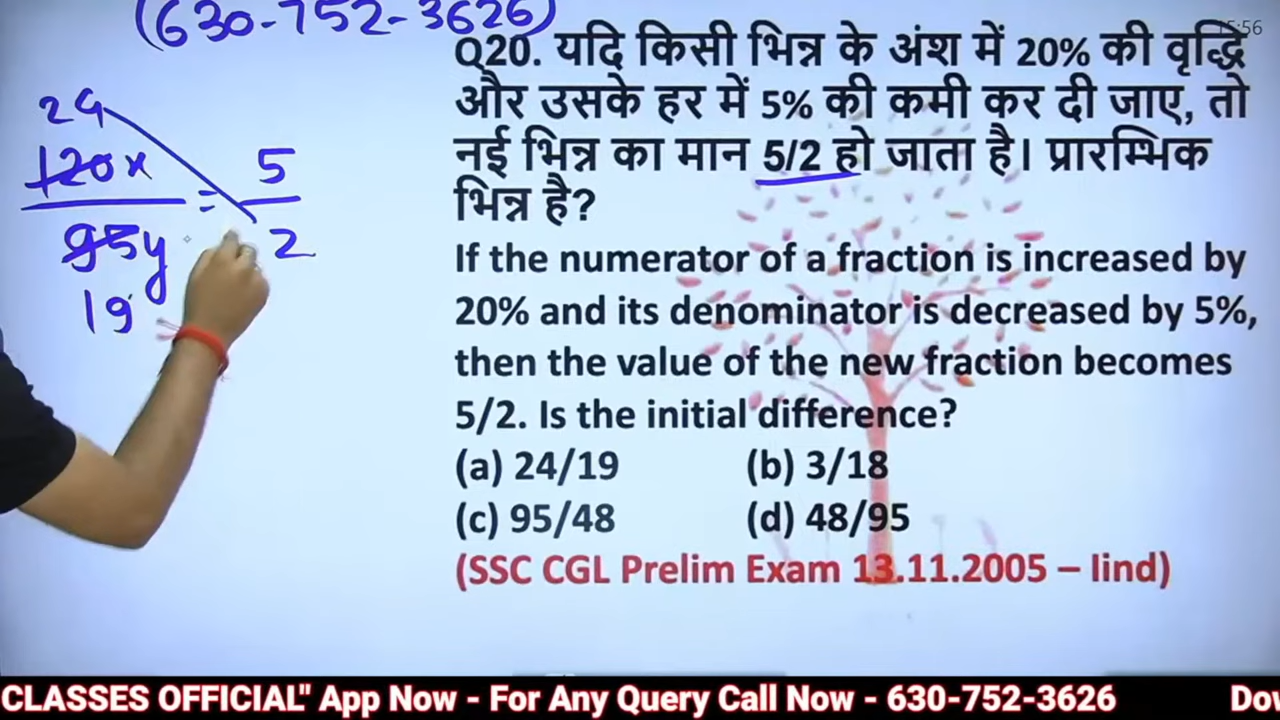 (630-752-3626)
15:56
Q20. यदि किसी भिन्न के अंश में 20% की वृद्धि
और उसके हर में 5% की कमी कर दी जाए, तो
नई भिन्न का मान 5/2 हो जाता है। प्रारम्भिक
भिन्न है?
24
120x
95y
19
=
5
2
If the numerator of a fraction is increased by
20% and its denominator is decreased by 5%,
then the value of the new fraction becomes
5/2. Is the initial difference?
(a) 24/19 (b) 3/18
(c) 95/48 (d) 48/95
(SSC CGL Prelim Exam 13.11.2005 – Iind)
CLASSES OFFICIAL" App Now - For Any Query Call Now - 630-752-3626 Dov